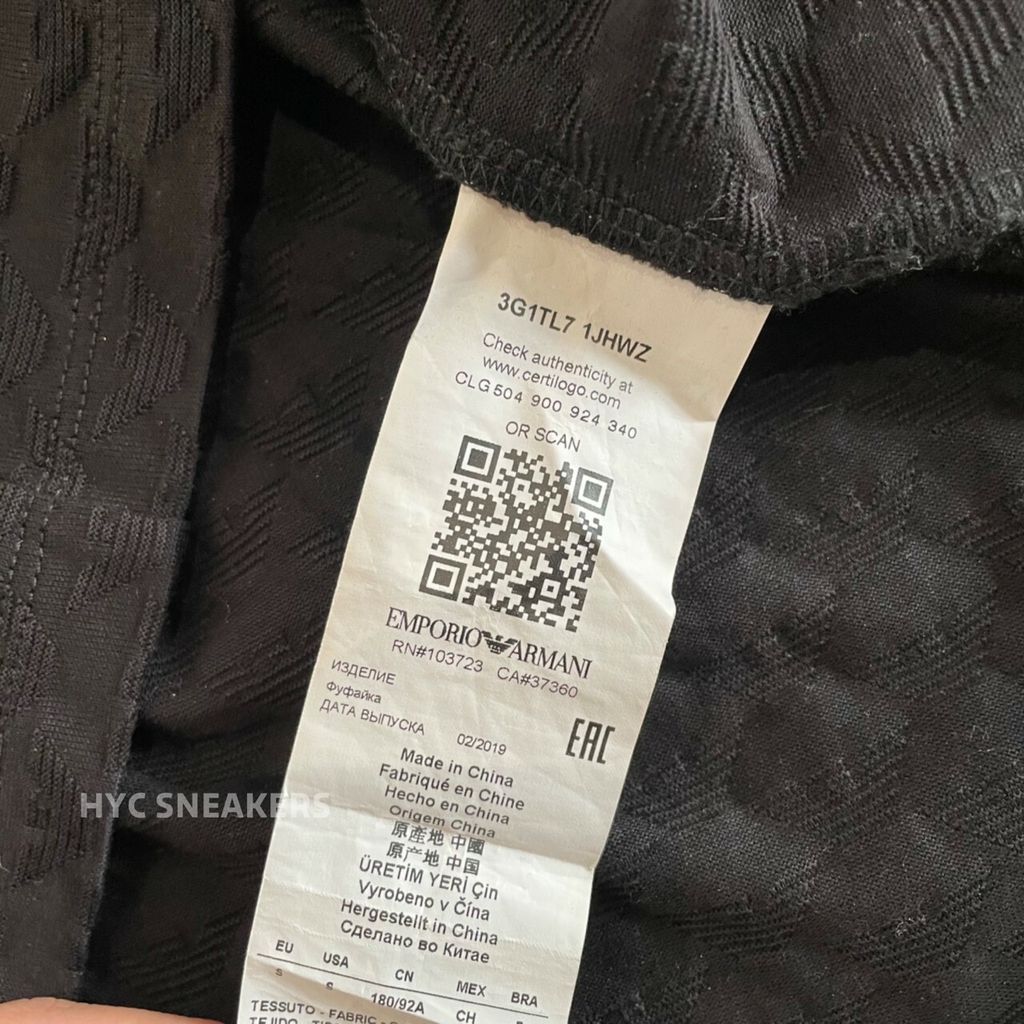 3G1TL7 1JHWZ
Check authenticity at
www.certilogo.com
CLG 504 900 924 340
OR SCAN
EMPORIO ARMANI
RN#103723 CA#37360
ИЗДЕЛИЕ
Фуфайка
ДАТА ВЫПУСКА 02/2019
EAC
Made in China
Fabriqué en Chine
Hecho en China
Origem China
原產地 中國
原产地 中国
ÜRETİM YERİ Çin
Vyrobeno v Čína
Hergestellt in China
Сделано во Китае
EU USA CN MEX BRA
S S 180/92A CH
TESSUTO - FABRIC -
TEJIDO -
HYC SNEAKERS